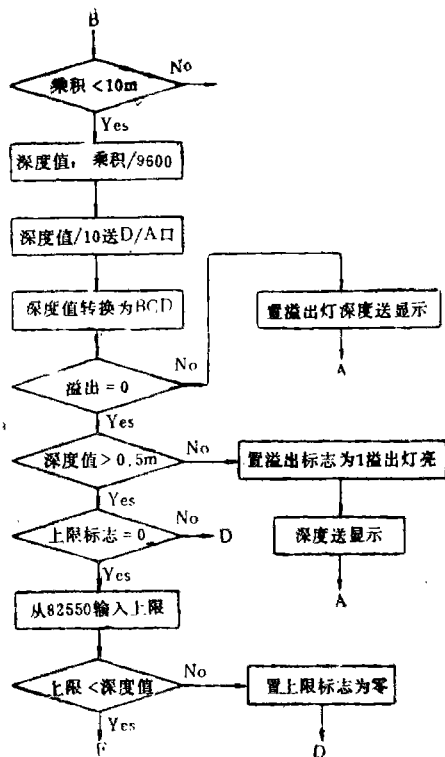 B
乘积<10m
No
Yes
深度值：乘积/9600
深度值/10送D/A口
深度值转换为BCD
置溢出灯深度送显示
A
No
溢出=0
Yes
深度值>0.5m
No
置溢出标志为1溢出灯亮
Yes
上限标志=0
No
D
深度送显示
A
Yes
从82550输入上限
上限<深度值
No
置上限标志为零
Yes
D